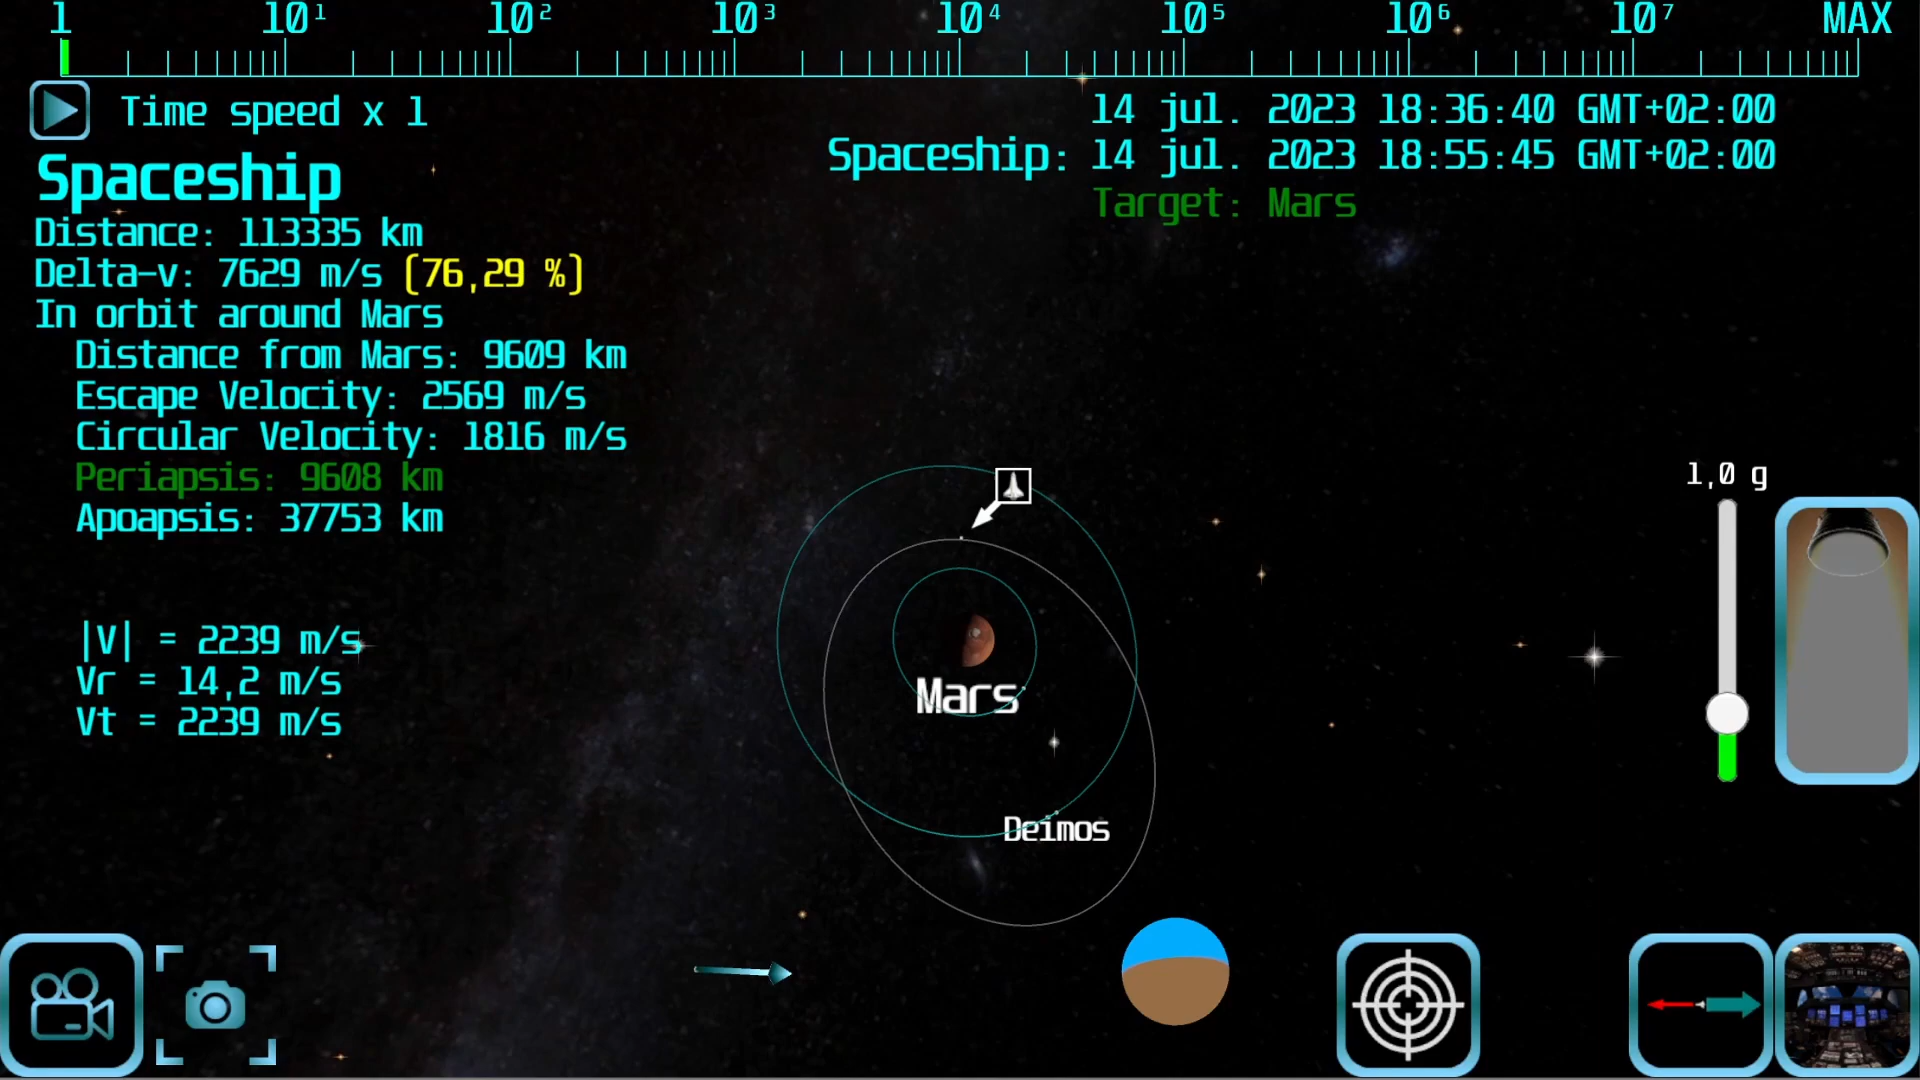 1 10¹ 10² 10³ 10⁴ 10⁵ 10⁶ 10⁷ MAX
Time speed x 1
14 jul. 2023 18:36:40 GMT+02:00
Spaceship: 14 jul. 2023 18:55:45 GMT+02:00
Target: Mars
Spaceship
Distance: 113335 km
Delta-v: 7629 m/s (76,29 %)
In orbit around Mars
Distance from Mars: 9609 km
Escape Velocity: 2569 m/s
Circular Velocity: 1816 m/s
Periapsis: 9608 km
Apoapsis: 37753 km
|V| = 2239 m/s
Vr = 14,2 m/s
Vt = 2239 m/s
1,0 g
Mars
Deimos